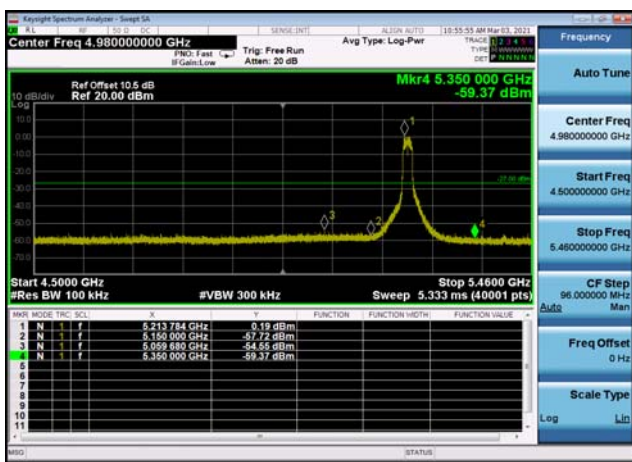 Keysight Spectrum Analyzer - Swept SA
RL RF 50 Ω DC SENSE:INT ALIGN AUTO 10:55:55 AM Mar 03, 2021
Center Freq 4.980000000 GHz
PNO: Fast
IFGain:Low
Trig: Free Run
Atten: 20 dB
Avg Type: Log-Pwr
TRACE 1 2 3 4 5 6
TYPE
DET P N N N N N
Ref Offset 10.5 dB
Ref 20.00 dBm
10 dB/div
Log
Mkr4 5.350 000 GHz
-59.37 dBm
10.0
0.00
-10.0
-20.0
-30.0
-40.0
-50.0
-60.0
-70.0
1
2
3
4
-27.00 dBm
Start 4.5000 GHz
Stop 5.4600 GHz
#Res BW 100 kHz
#VBW 300 kHz
Sweep 5.333 ms (40001 pts)
MKR MODE TRC SCL X Y FUNCTION FUNCTION WIDTH FUNCTION VALUE
1 N 1 f 5.213 784 GHz 0.19 dBm
2 N 1 f 5.150 000 GHz -57.72 dBm
3 N 1 f 5.059 680 GHz -54.55 dBm
4 N 1 f 5.350 000 GHz -59.37 dBm
5
6
7
8
9
10
11
MSG
STATUS
Frequency
Auto Tune
Center Freq
4.980000000 GHz
Start Freq
4.500000000 GHz
Stop Freq
5.460000000 GHz
CF Step
96.000000 MHz
Auto Man
Freq Offset
0 Hz
Scale Type
Log Lin